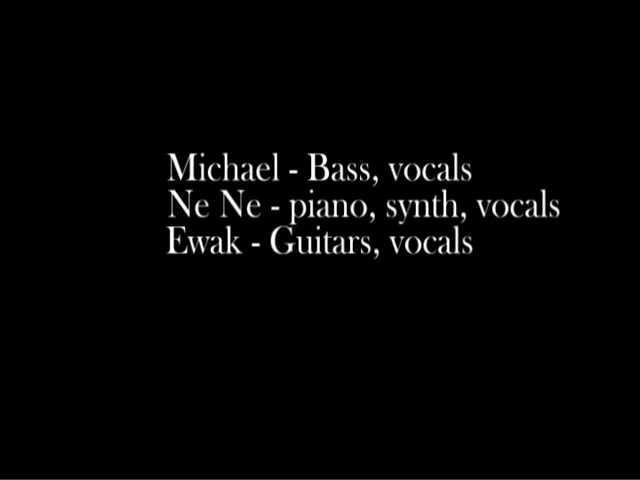 Michael - Bass, vocals
Ne Ne - piano, synth, vocals
Ewak - Guitars, vocals